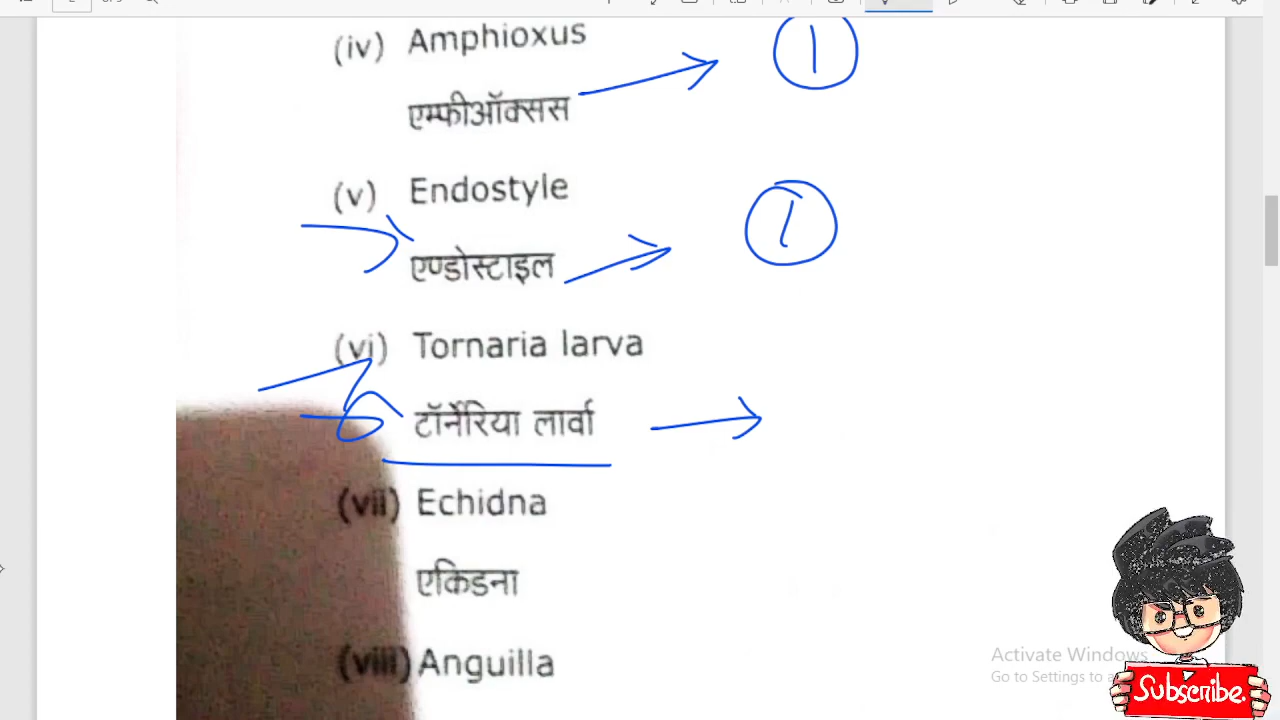 (iv) Amphioxus
एम्फीऑक्सस
1
(v) Endostyle
एण्डोस्टाइल
1
(vi) Tornaria larva
टॉर्नेरिया लार्वा
(vii) Echidna
एकिडना
(viii) Anguilla
Activate Windows
Go to Settings to a
Subscribe.